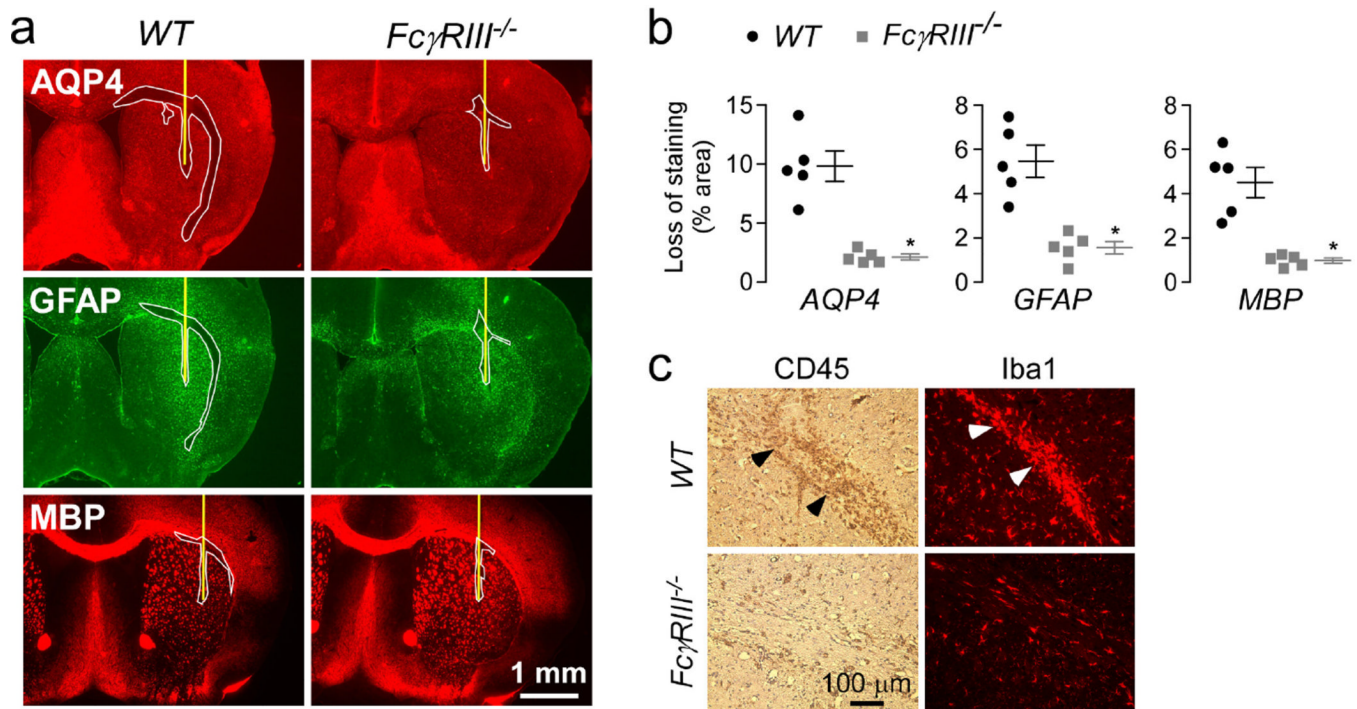 a
WT
FcγRIII-/-
AQP4
GFAP
MBP
1 mm
b
WT
FcγRIII-/-
Loss of staining
(% area)
15
10
5
0
*
AQP4
8
6
4
2
0
*
GFAP
8
6
4
2
0
*
MBP
c
CD45
Iba1
WT
FcγRIII-/-
100 μm